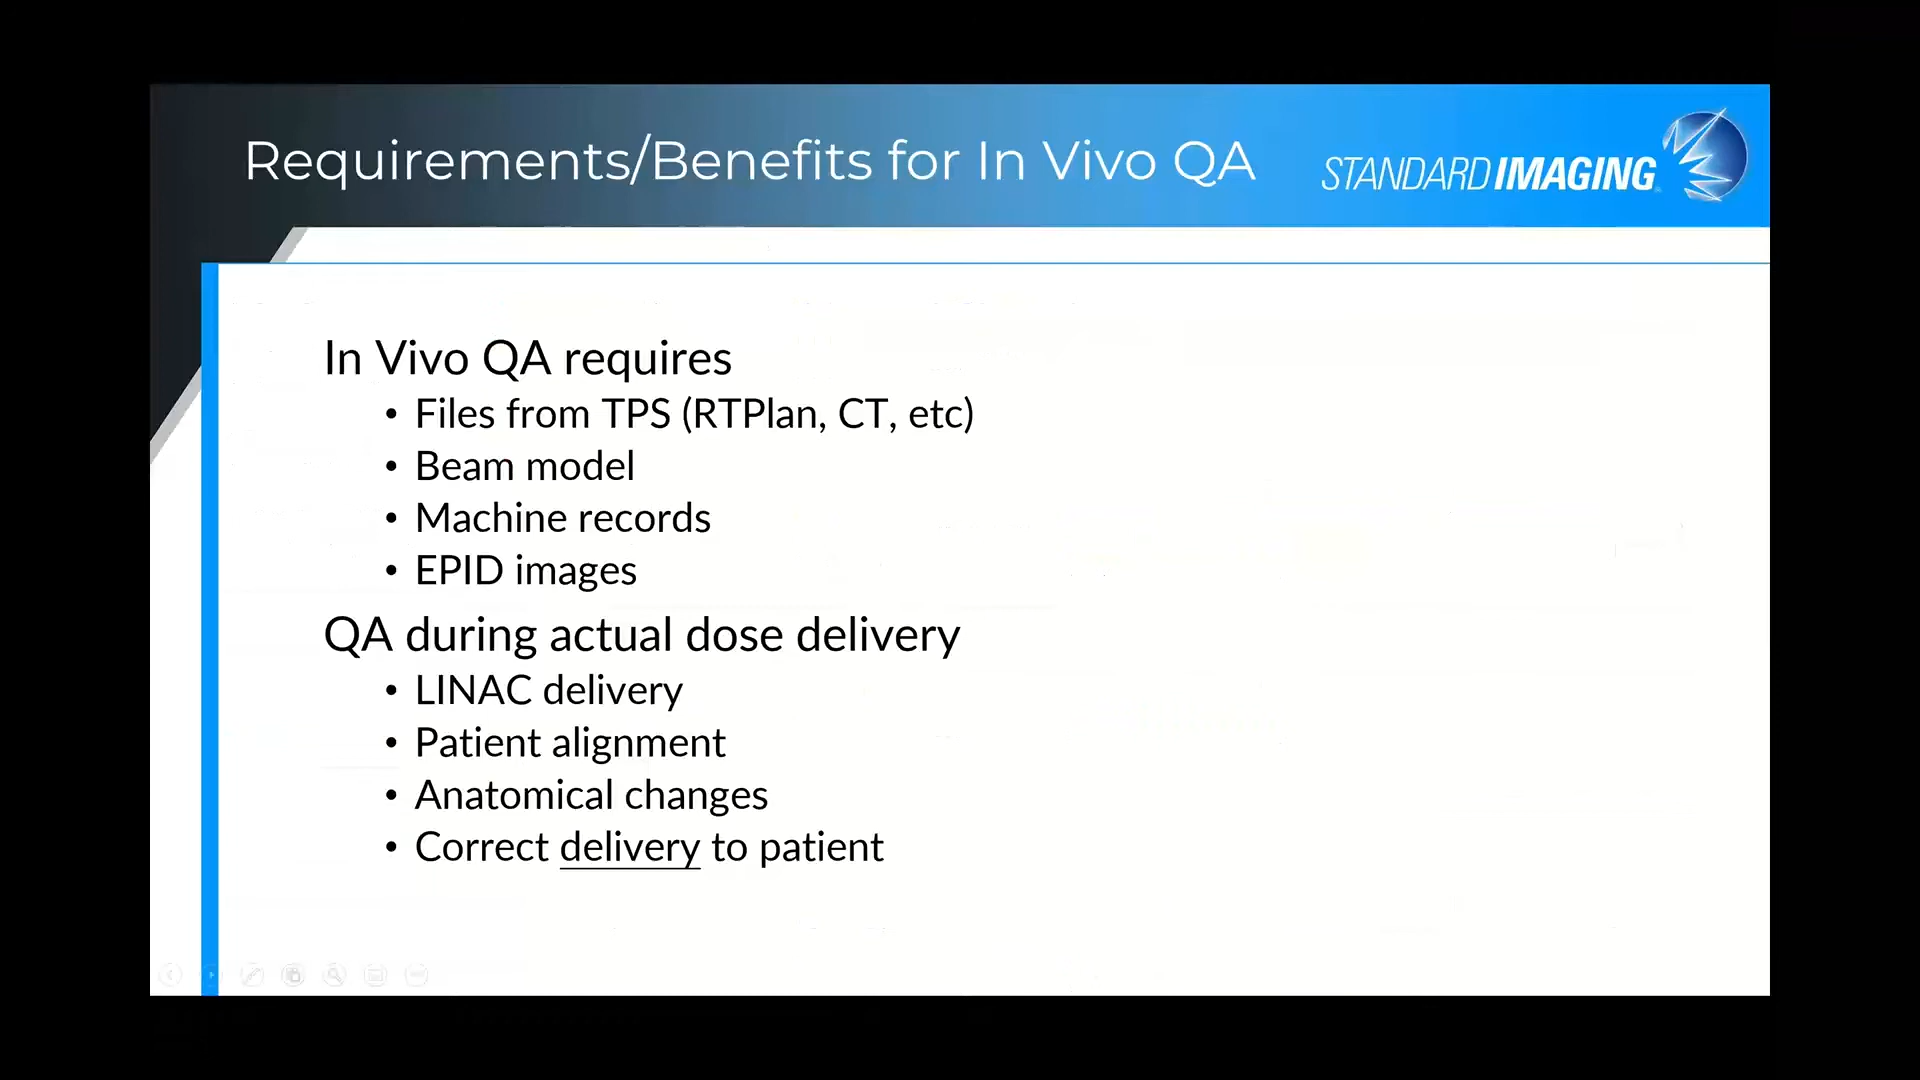 Requirements/Benefits for In Vivo QA
STANDARD IMAGING
In Vivo QA requires
• Files from TPS (RTPlan, CT, etc)
• Beam model
• Machine records
• EPID images
QA during actual dose delivery
• LINAC delivery
• Patient alignment
• Anatomical changes
• Correct delivery to patient